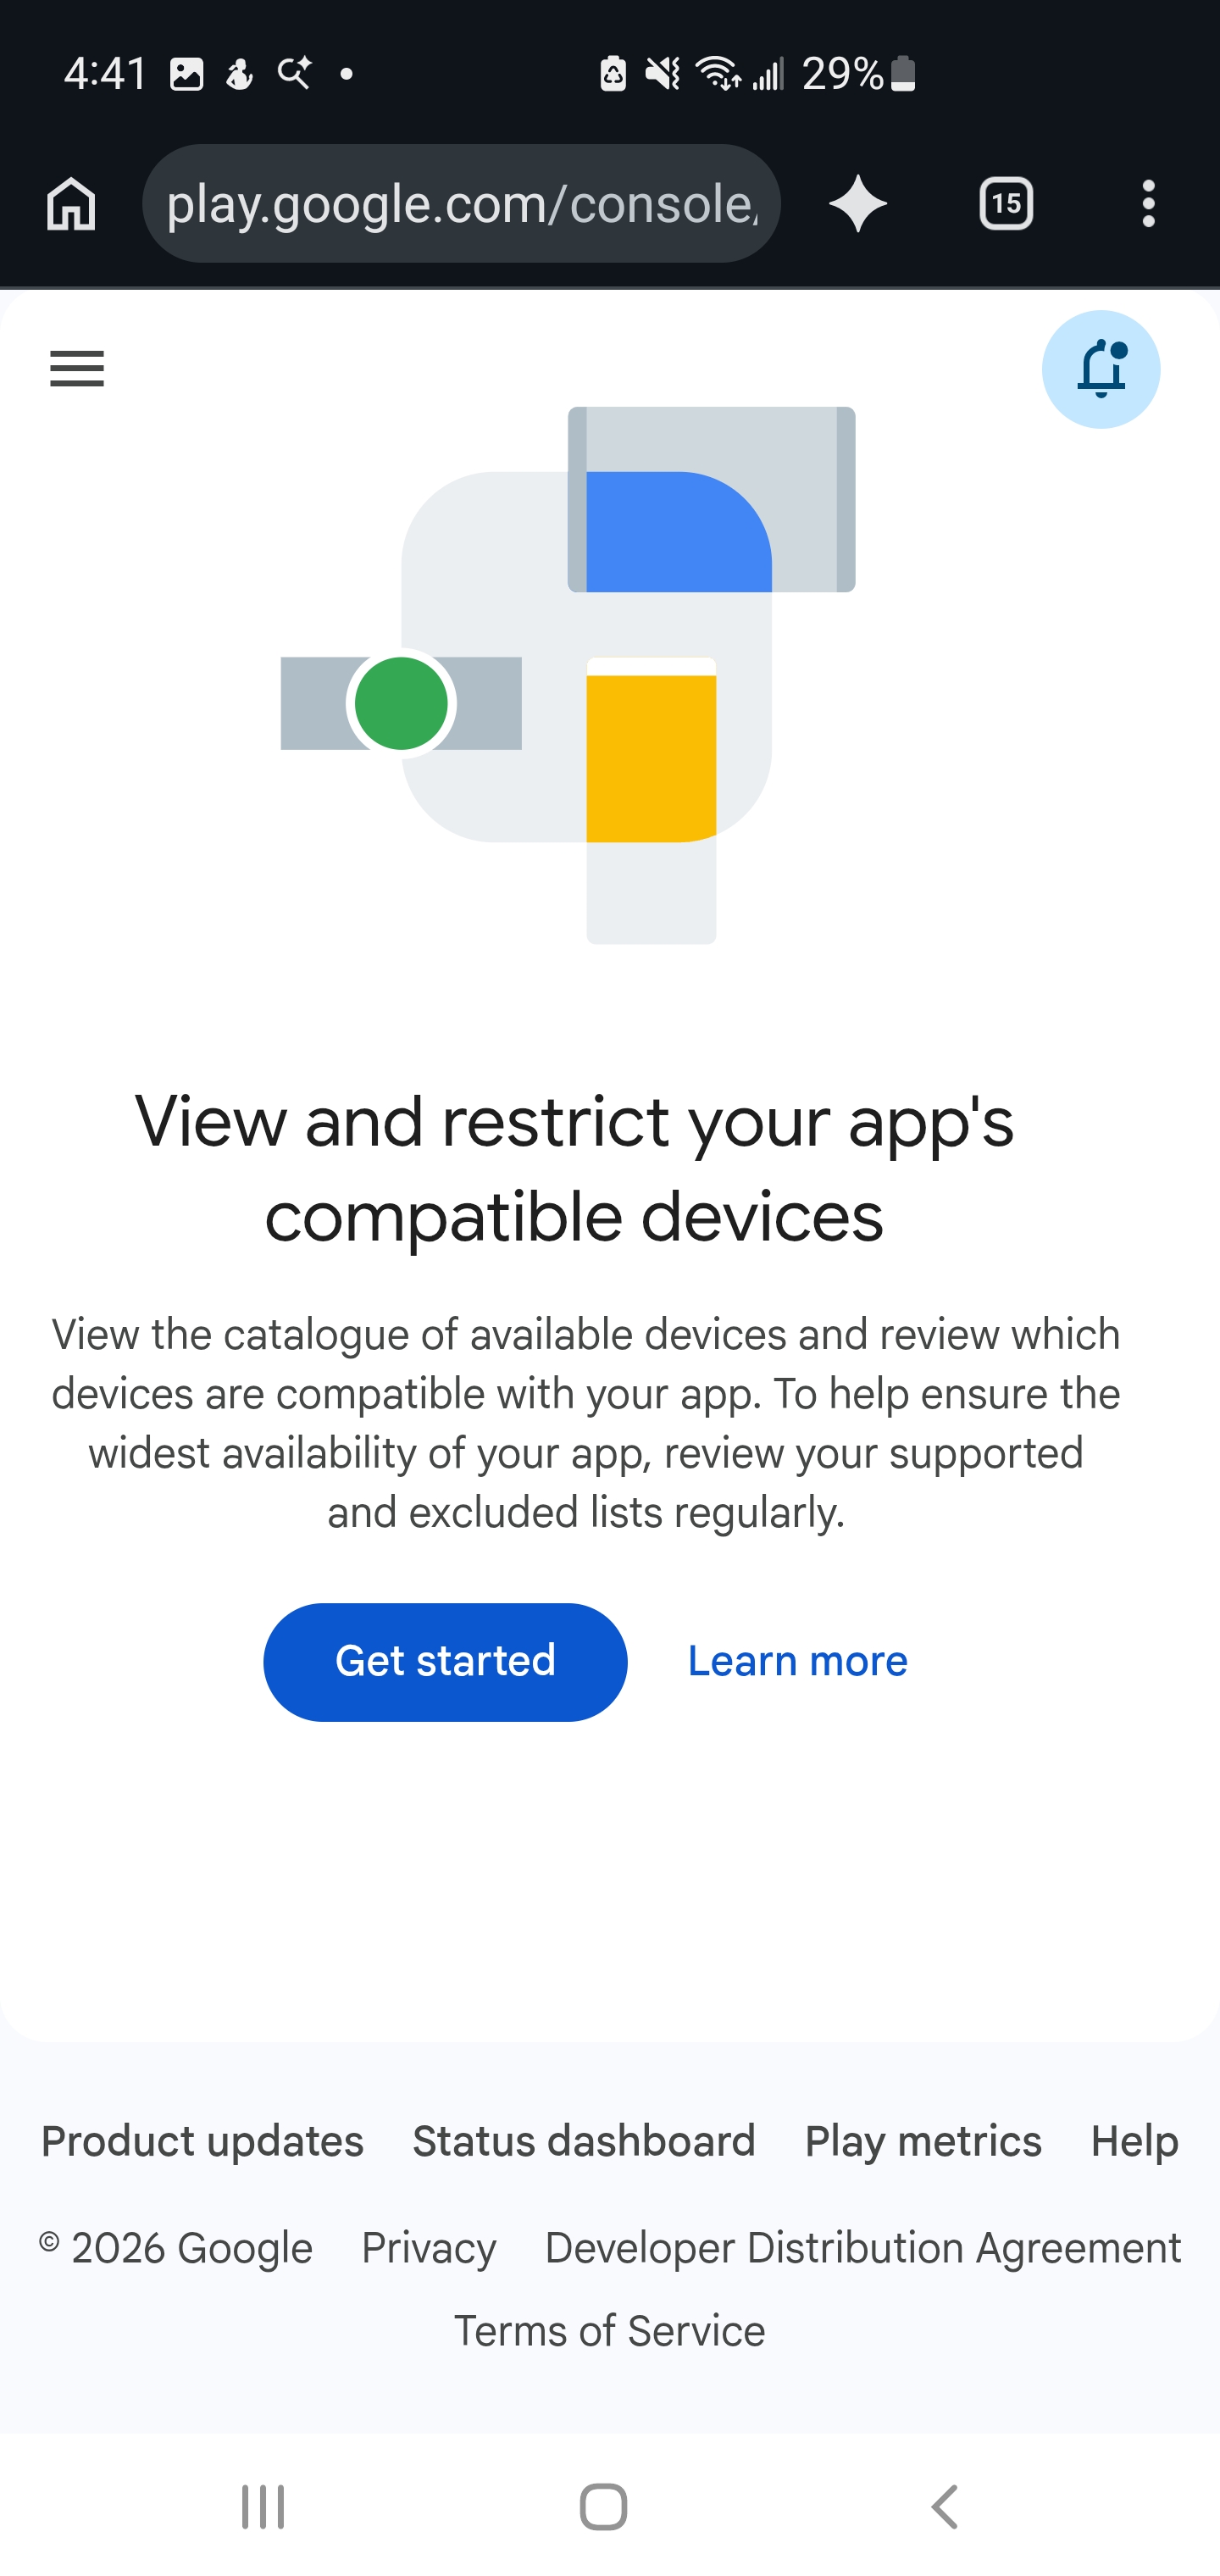 4:41
29%
play.google.com/console/
15
View and restrict your app's
compatible devices
View the catalogue of available devices and review which
devices are compatible with your app. To help ensure the
widest availability of your app, review your supported
and excluded lists regularly.
Get started Learn more
Product updates Status dashboard Play metrics Help
© 2026 Google Privacy Developer Distribution Agreement
Terms of Service